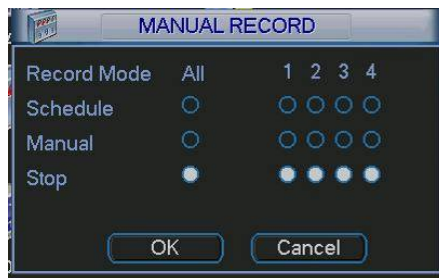 MANUAL RECORD
Record Mode All 1 2 3 4
Schedule
Manual
Stop
OK Cancel